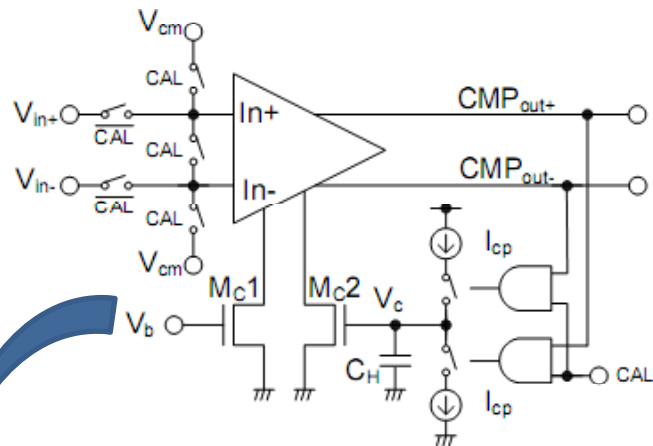 Vcm
CAL
Vin+
CAL
In+
CMPout+
CAL
Vin-
CAL
In-
CMPout-
CAL
Vcm
Icp
MC1
MC2
Vc
Vb
CH
CAL
Icp